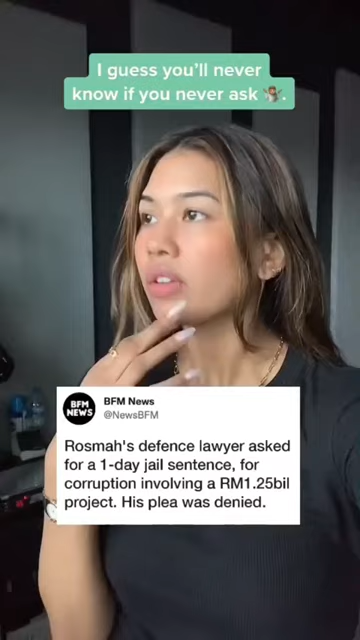 I guess you'll never
know if you never ask 🙊.
BFM
NEWS
BFM News
@NewsBFM
Rosmah's defence lawyer asked
for a 1-day jail sentence, for
corruption involving a RM1.25bil
project. His plea was denied.